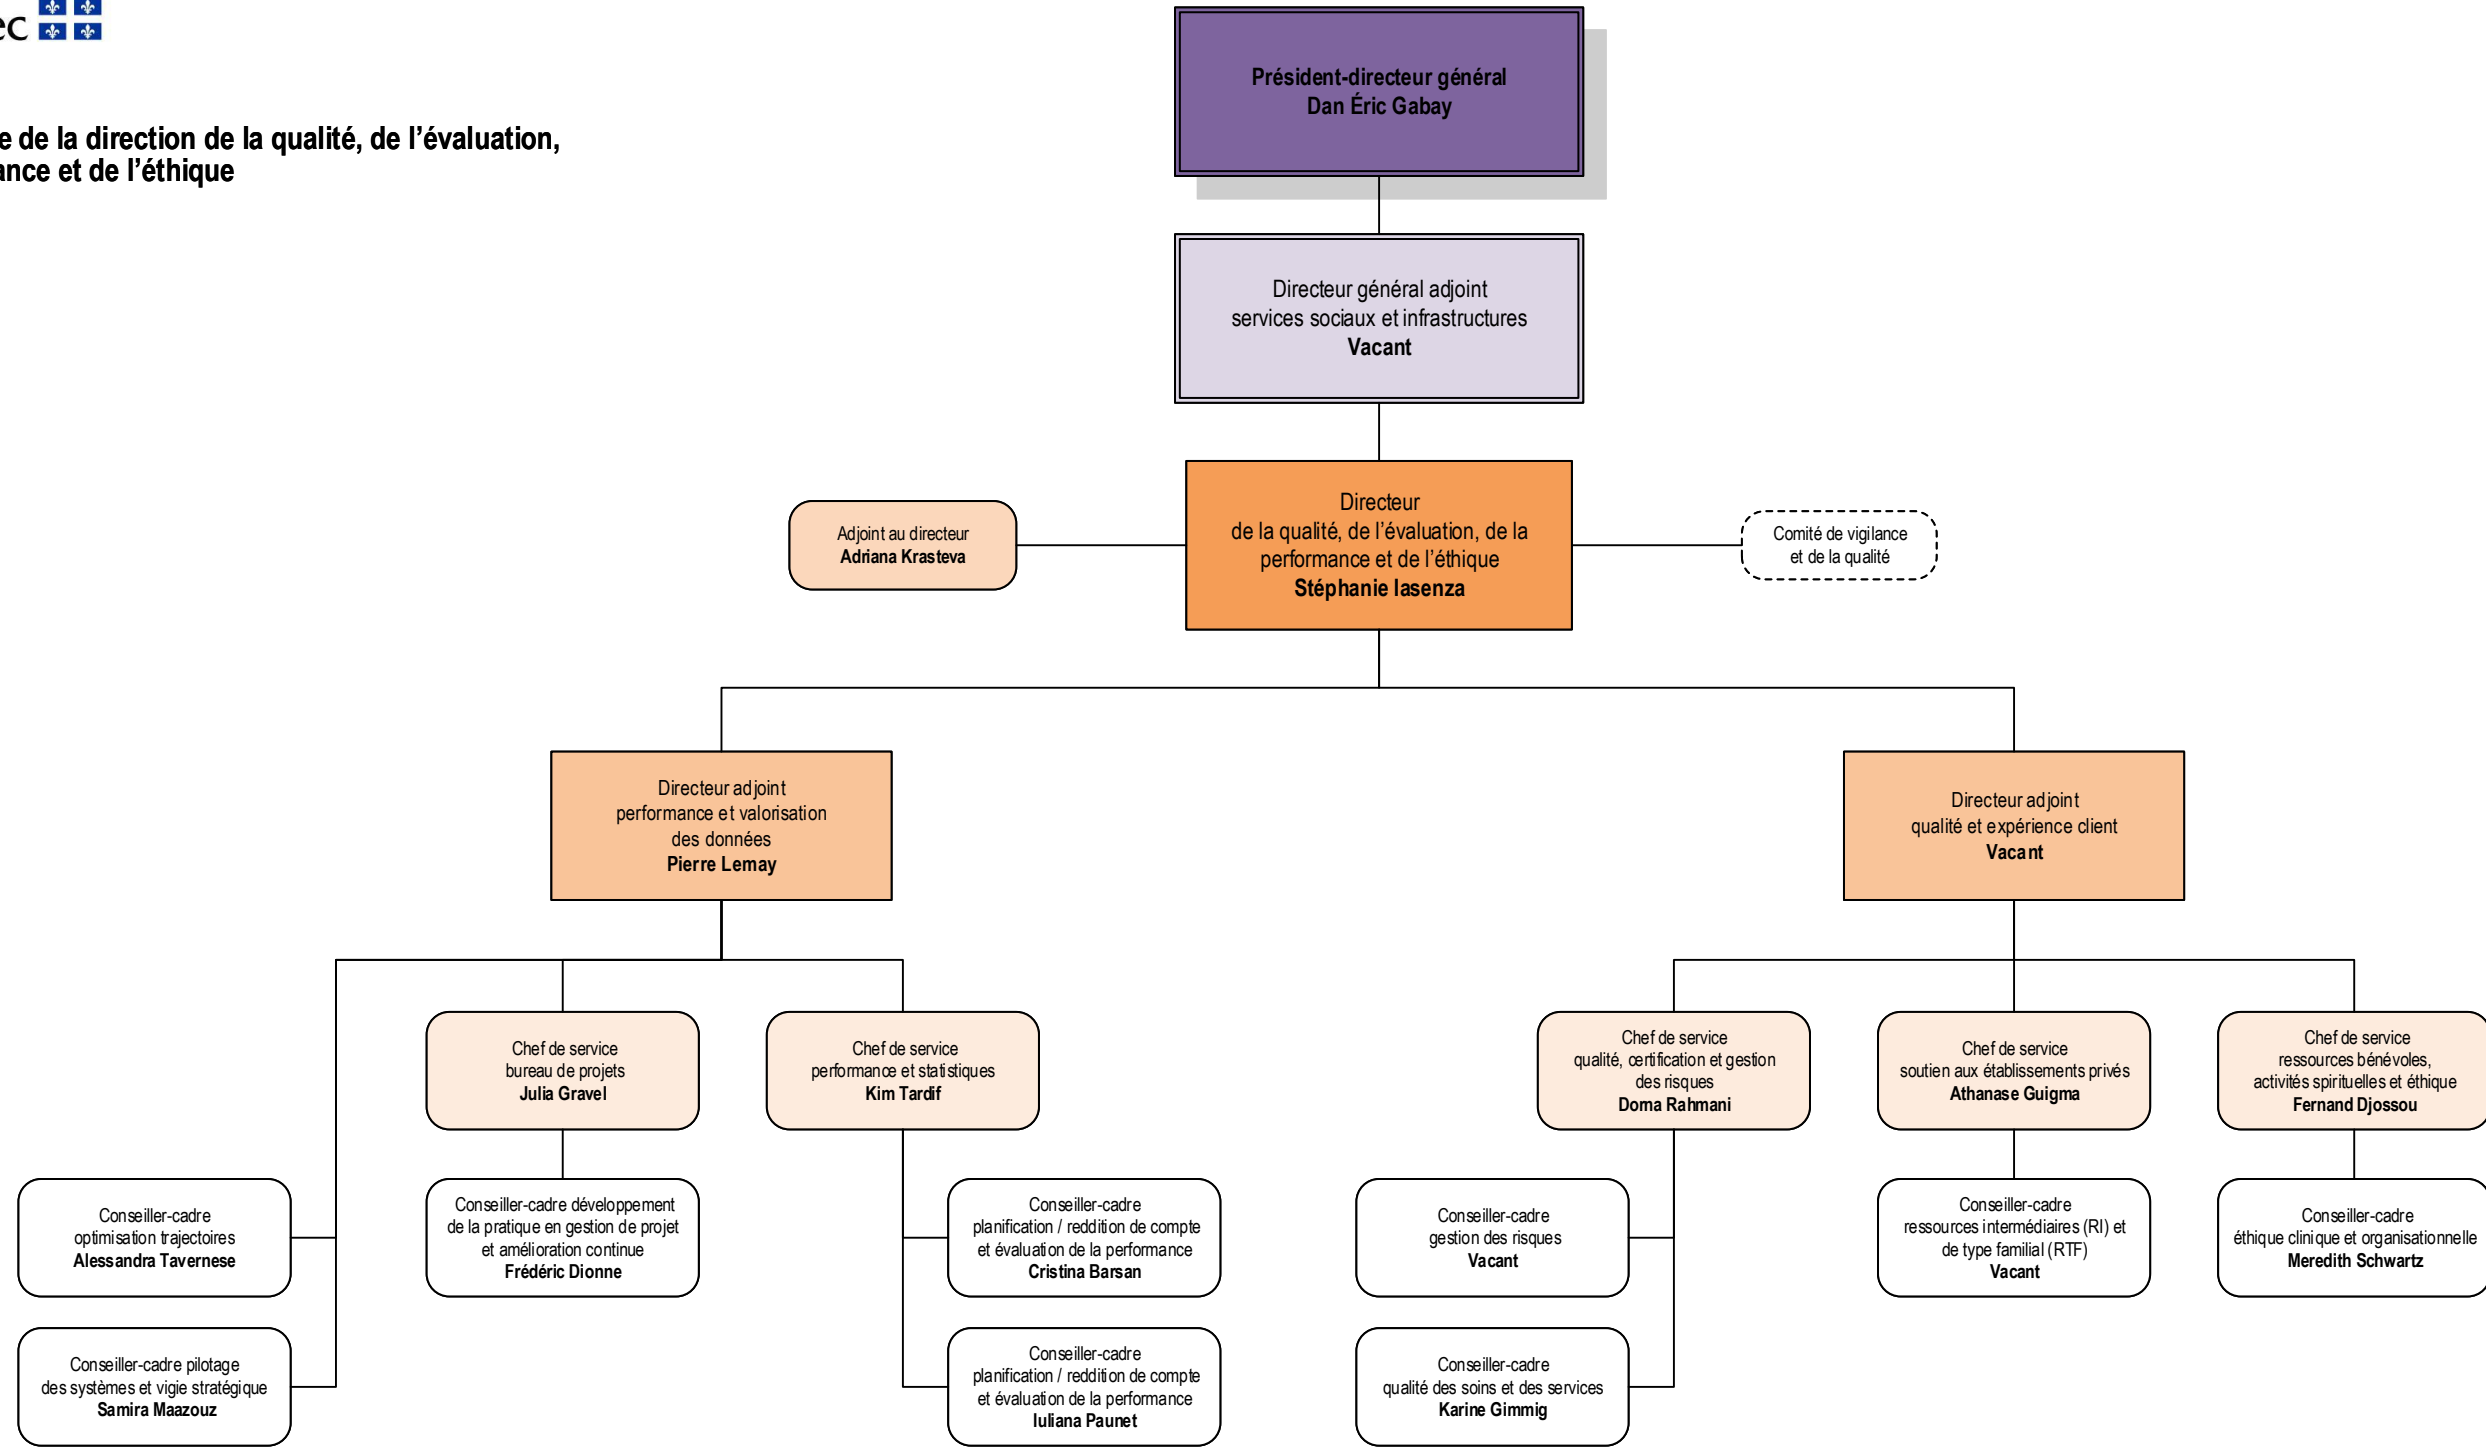 ec
e de la direction de la qualité, de l’évaluation,
ance et de l’éthique
Président-directeur général
Dan Éric Gabay
Directeur général adjoint
services sociaux et infrastructures
Vacant
Directeur
de la qualité, de l’évaluation, de la
performance et de l’éthique
Stéphanie Iasenza
Adjoint au directeur
Adriana Krasteva
Comité de vigilance
et de la qualité
Directeur adjoint
performance et valorisation
des données
Pierre Lemay
Directeur adjoint
qualité et expérience client
Vacant
Chef de service
bureau de projets
Julia Gravel
Chef de service
performance et statistiques
Kim Tardif
Chef de service
qualité, certification et gestion
des risques
Dorna Rahmani
Chef de service
soutien aux établissements privés
Athanase Guigma
Chef de service
ressources bénévoles,
activités spirituelles et éthique
Fernand Djossou
Conseiller-cadre
optimisation trajectoires
Alessandra Tavernese
Conseiller-cadre développement
de la pratique en gestion de projet
et amélioration continue
Frédéric Dionne
Conseiller-cadre
planification / reddition de compte
et évaluation de la performance
Cristina Barsan
Conseiller-cadre
gestion des risques
Vacant
Conseiller-cadre
ressources intermédiaires (RI) et
de type familial (RTF)
Vacant
Conseiller-cadre
éthique clinique et organisationnelle
Meredith Schwartz
Conseiller-cadre pilotage
des systèmes et vigie stratégique
Samira Maazouz
Conseiller-cadre
planification / reddition de compte
et évaluation de la performance
Iuliana Paunet
Conseiller-cadre
qualité des soins et des services
Karine Gimmig